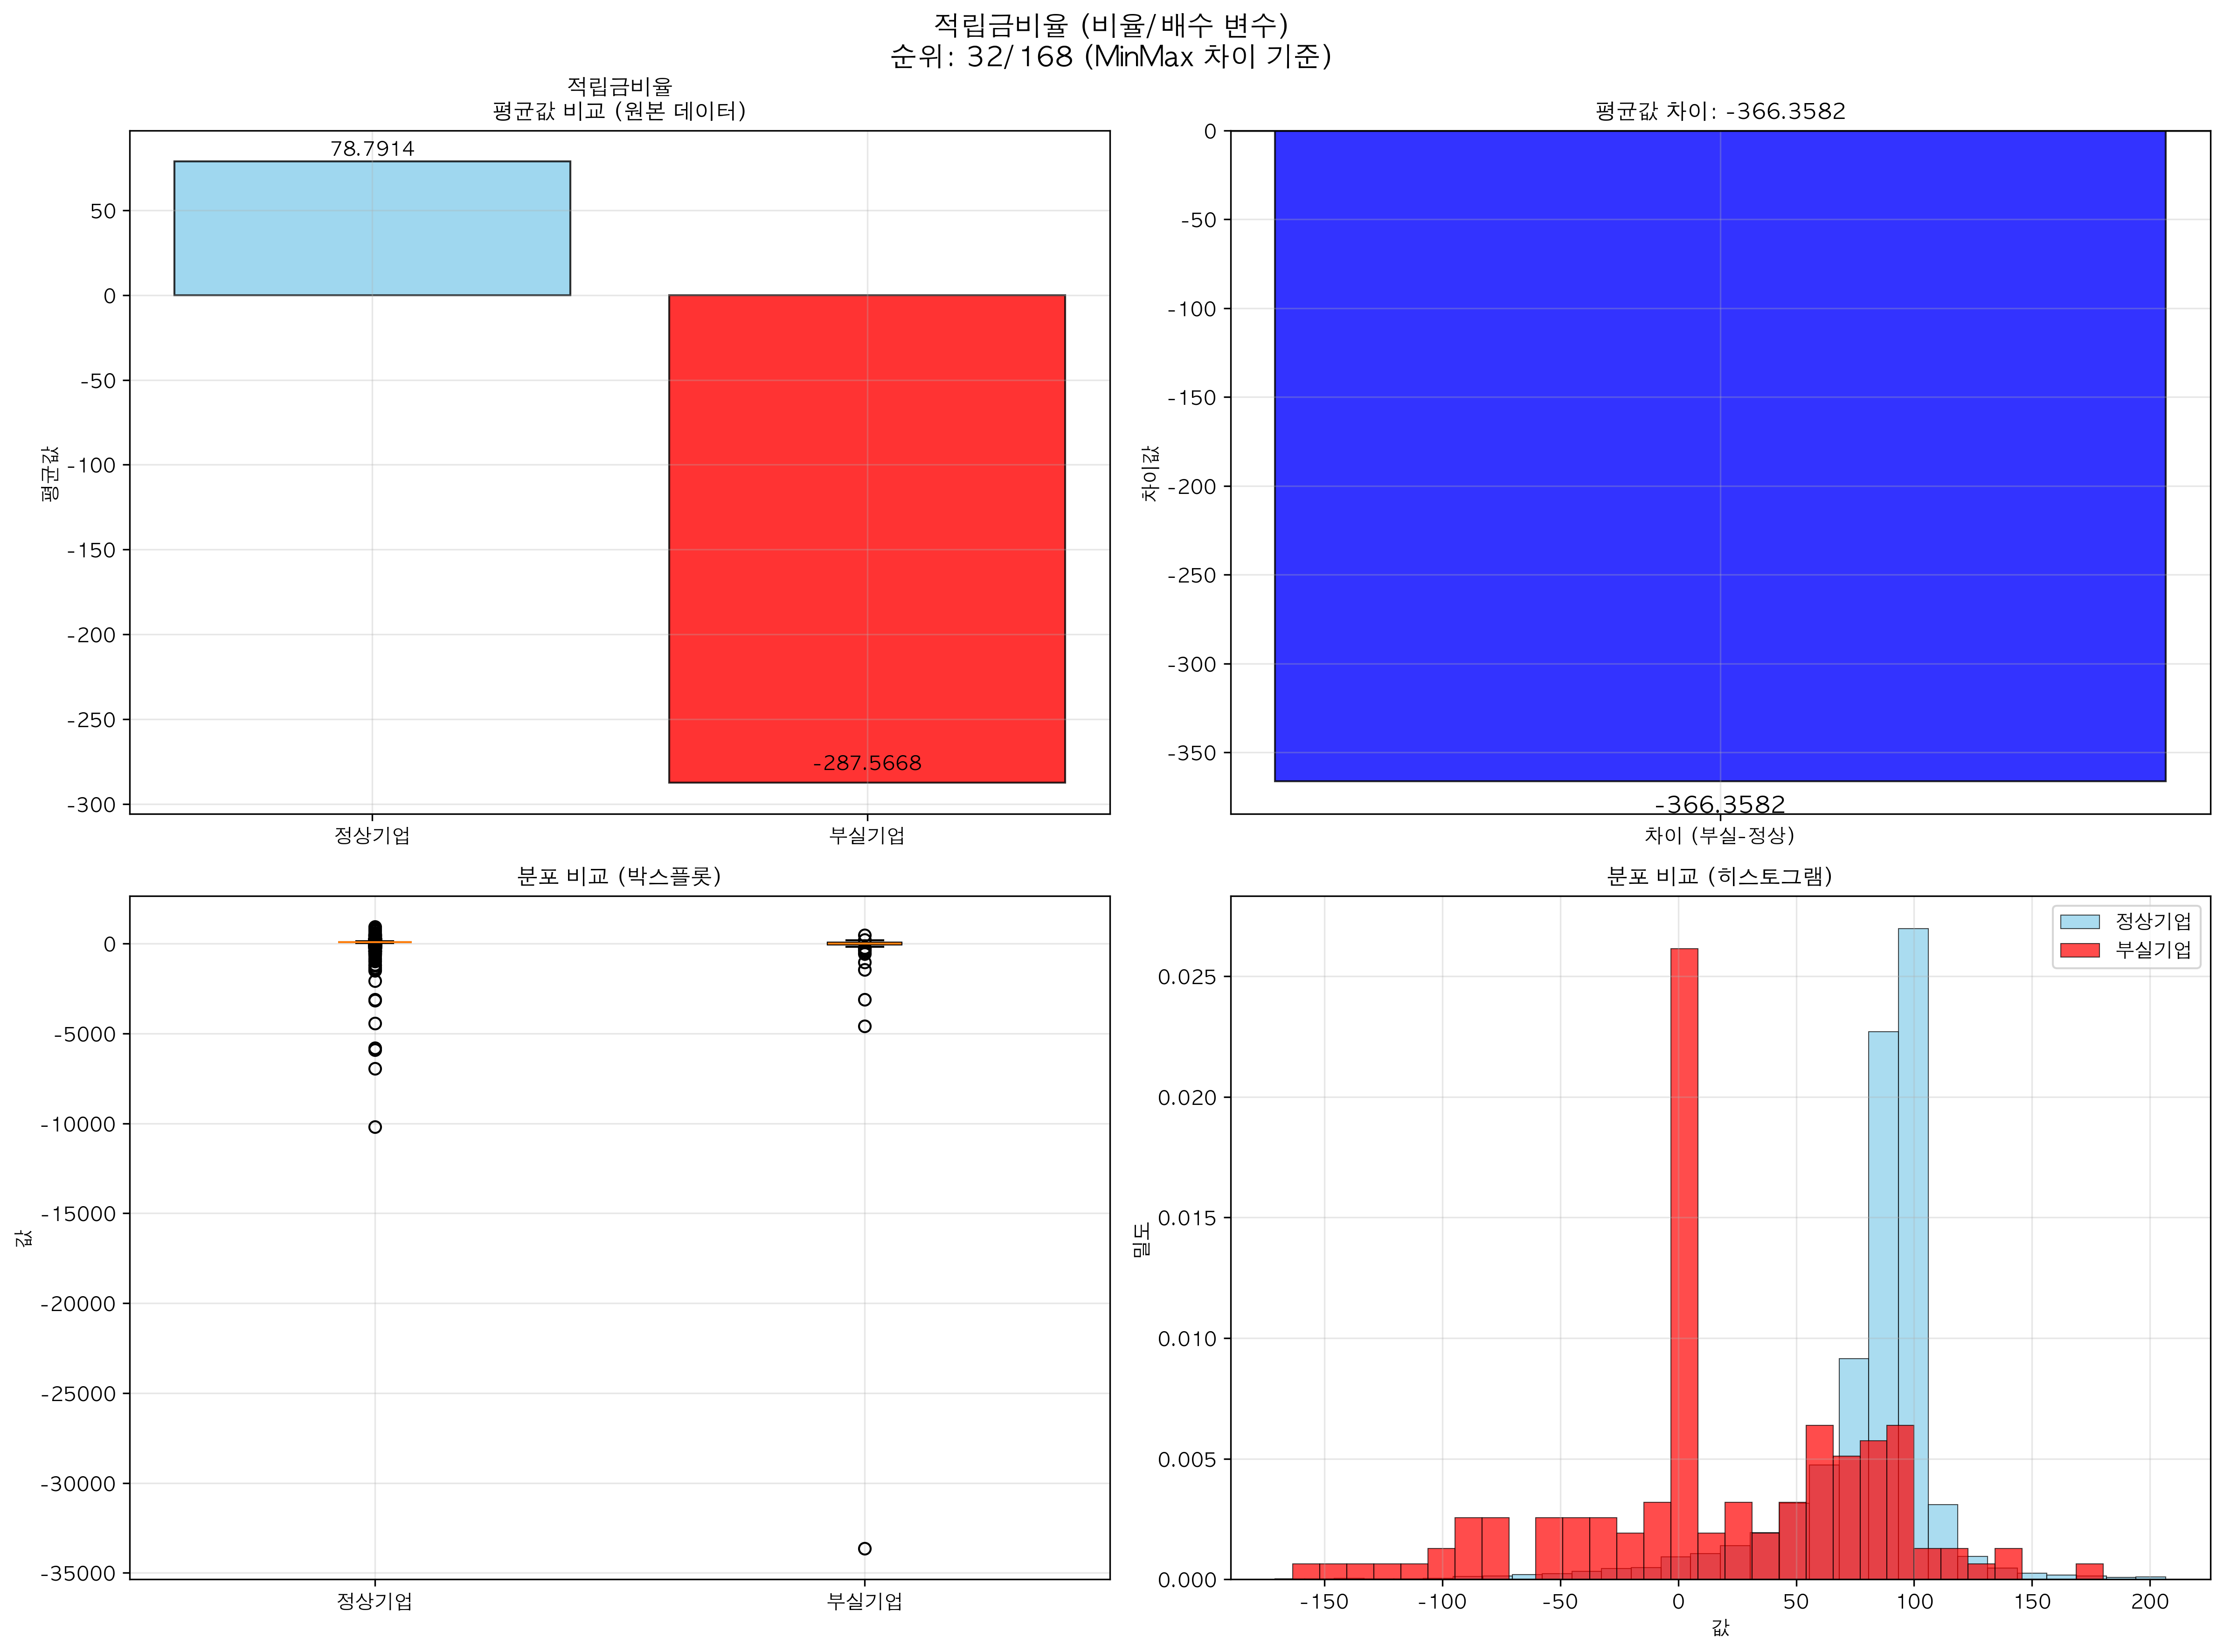 적립금비율 (비율/배수 변수)
순위: 32/168 (MinMax 차이 기준)
적립금비율
평균값 비교 (원본 데이터)
78.7914
50
0
-50
-100
-150
-200
-250
-300
평균값
-287.5668
정상기업
부실기업
평균값 차이: -366.3582
0
-50
-100
-150
-200
-250
-300
-350
차이값
-366.3582
차이 (부실-정상)
분포 비교 (박스플롯)
0
-5000
-10000
-15000
-20000
-25000
-30000
-35000
값
정상기업
부실기업
분포 비교 (히스토그램)
정상기업
부실기업
0.025
0.020
0.015
0.010
0.005
0.000
밀도
-150
-100
-50
0
50
100
150
200
값